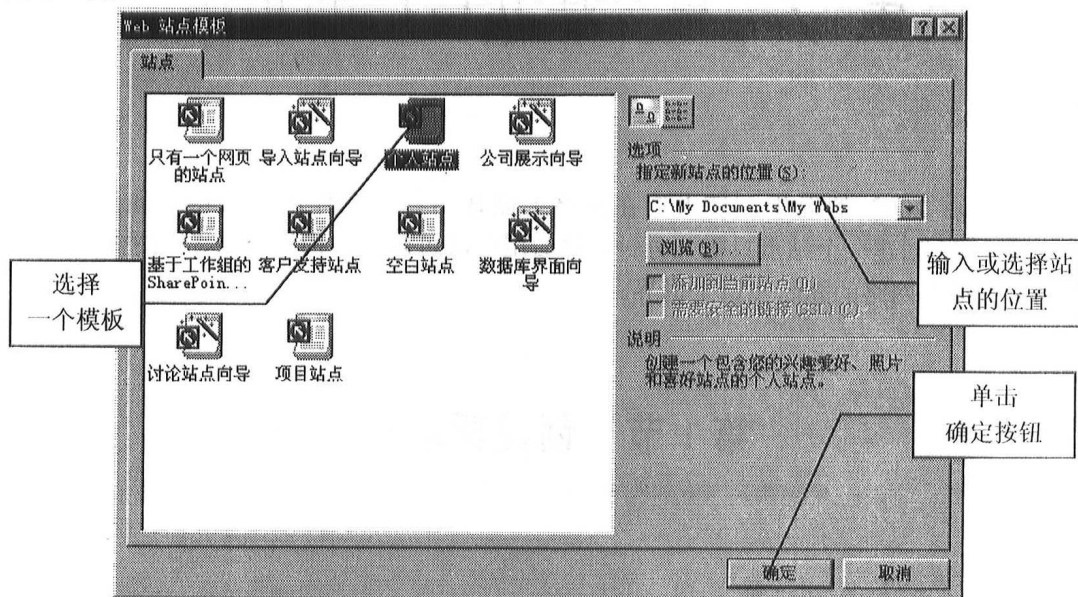 Web 站点模板
站点
只有一个网页
的站点
导入站点向导
个人站点
公司展示向导
基于工作组的
SharePoin...
客户支持站点
空白站点
数据库界面向
导
讨论站点向导
项目站点
选项
指定新站点的位置(S):
C:\My Documents\My Webs
浏览(B)...
添加到当前站点(D)
需要安全的链接(SSL)(C)
说明
创建一个包含您的兴趣爱好、照片
和喜好站点的个人站点。
确定
取消
选择
一个模板
输入或选择站
点的位置
单击
确定按钮